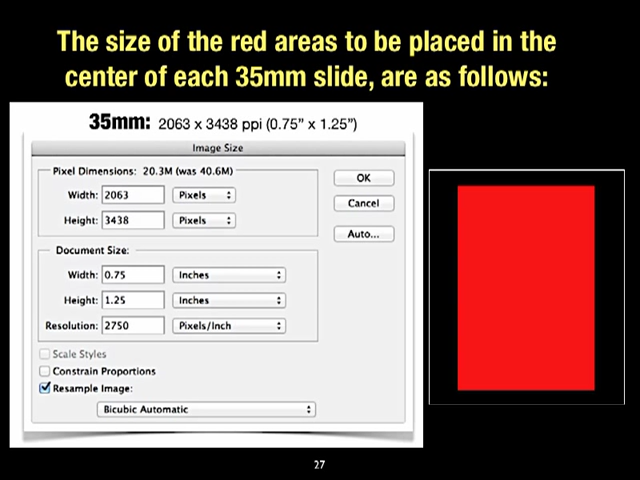 The size of the red areas to be placed in the
center of each 35mm slide, are as follows:
35mm: 2063 x 3438 ppi (0.75" x 1.25")
Image Size
Pixel Dimensions: 20.3M (was 40.6M)
Width: 2063 Pixels
Height: 3438 Pixels
OK
Cancel
Auto...
Document Size:
Width: 0.75 Inches
Height: 1.25 Inches
Resolution: 2750 Pixels/Inch
Scale Styles
Constrain Proportions
Resample Image:
Bicubic Automatic
27